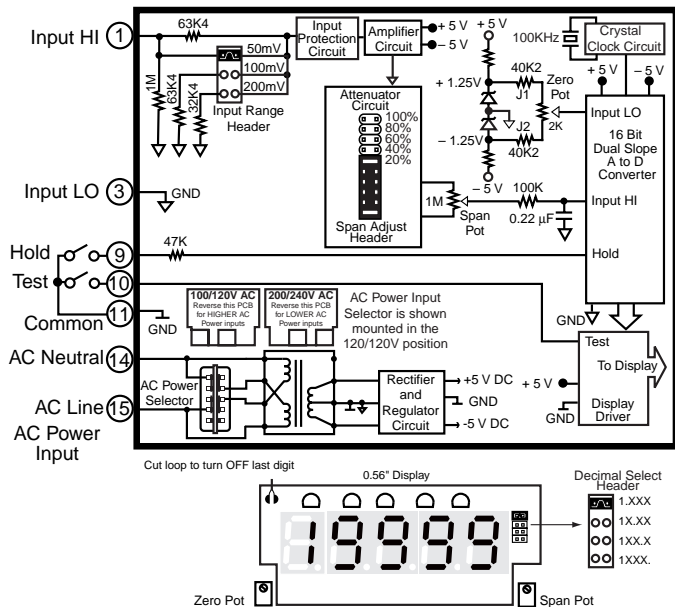 Input HI 1
63K4
1M
63K4
32K4
50mV
100mV
200mV
Input Range
Header
Input
Protection
Circuit
Amplifier
Circuit
+ 5 V
– 5 V
Attenuator
Circuit
100%
80%
60%
40%
20%
Span Adjust
Header
+ 5 V
+ 1.25V
– 1.25V
– 5 V
40K2
J1
J2
40K2
Zero
Pot
2K
1M
Span
Pot
100K
0.22 µF
100KHz
Crystal
Clock Circuit
+ 5 V
– 5 V
Input LO
16 Bit
Dual Slope
A to D
Converter
Input HI
Hold
GND
Input LO 3
GND
Hold 9
47K
Test 10
Common 11
GND
100/120V AC
Reverse this PCB
for HIGHER AC
Power inputs
200/240V AC
Reverse this PCB
for LOWER AC
Power inputs
AC Power Input
Selector is shown
mounted in the
120/120V position
AC Neutral 14
AC Line 15
AC Power
Input
AC Power
Selector
Rectifier
and
Regulator
Circuit
+5 V DC
GND
-5 V DC
Test
To Display
+ 5 V
Display
Driver
GND
Cut loop to turn OFF last digit
0.56" Display
Decimal Select
Header
1.XXX
1X.XX
1XX.X
1XXX.
19999
Zero Pot
Span Pot